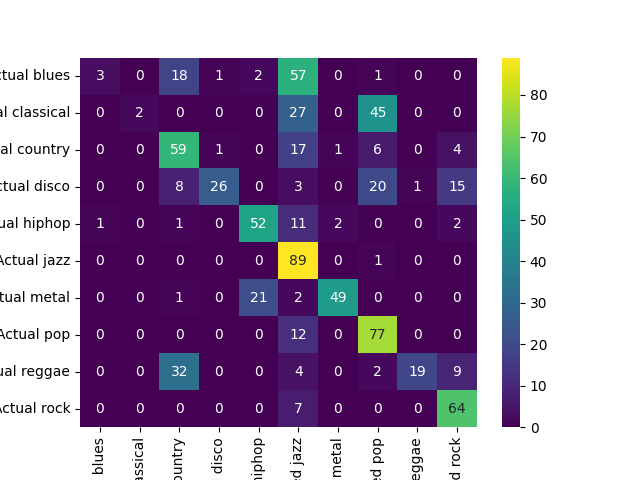 ctual blues 3 0 18 1 2 57 0 1 0 0
al classical 0 2 0 0 0 27 0 45 0 0
al country 0 0 59 1 0 17 1 6 0 4
ctual disco 0 0 8 26 0 3 0 20 1 15
tual hiphop 1 0 1 0 52 11 2 0 0 2
Actual jazz 0 0 0 0 0 89 0 1 0 0
tual metal 0 0 1 0 21 2 49 0 0 0
Actual pop 0 0 0 0 0 12 0 77 0 0
ual reggae 0 0 32 0 0 4 0 2 19 9
Actual rock 0 0 0 0 0 7 0 0 0 64
blues
assical
ountry
disco
hiphop
ed jazz
metal
ed pop
eggae
d rock
80
70
60
50
40
30
20
10
0